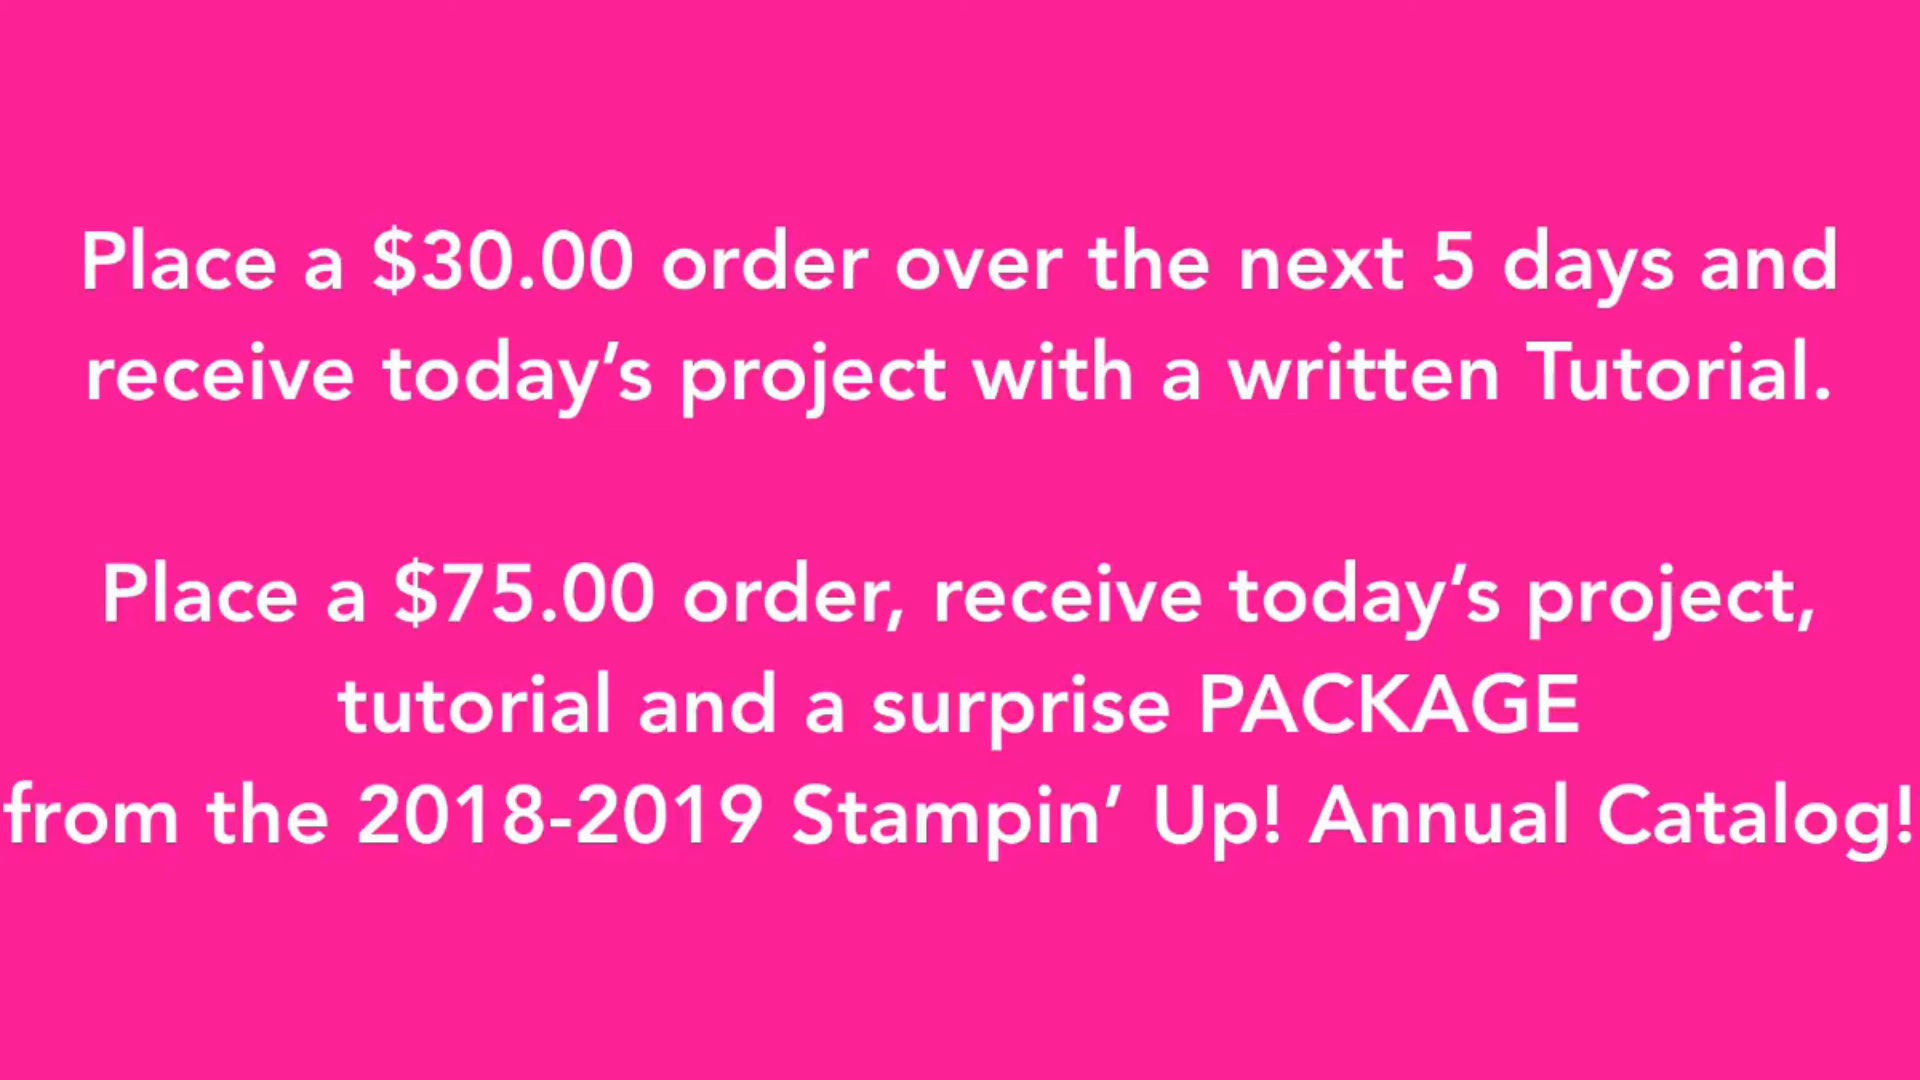 Place a $30.00 order over the next 5 days and
receive today’s project with a written Tutorial.
Place a $75.00 order, receive today’s project,
tutorial and a surprise PACKAGE
from the 2018-2019 Stampin’ Up! Annual Catalog!